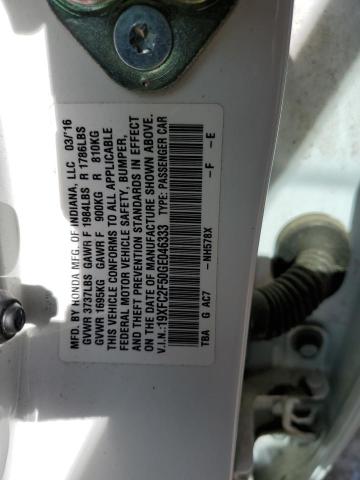 MFD. BY HONDA OF INDIANA, LLC 03/16
GVWR 3737LBS GAWR F 1984LBS R 1786LBS
GVWR 1695KG GAWR F 900KG R 810KG
THIS VEHICLE CONFORMS TO ALL APPLICABLE
FEDERAL MOTOR VEHICLE SAFETY, BUMPER,
AND THEFT PREVENTION STANDARDS IN EFFECT
ON THE DATE OF MANUFACTURE SHOWN ABOVE.
V.I.N.:19XFC2F50GE046333 TYPE: PASSENGER CAR
TBA G AC7 -NH578X -F -E